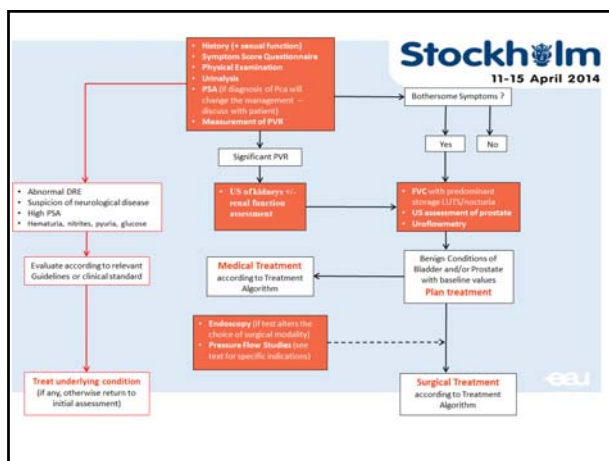 Stockholm
11-15 April 2014
• History (+ sexual function)
• Symptom Score Questionnaire
• Physical Examination
• Urinalysis
• PSA (if diagnosis of Pca will
change the management –
discuss with patient)
• Measurement of PVR
Bothersome Symptoms ?
Significant PVR
Yes
No
• Abnormal DRE
• Suspicion of neurological disease
• High PSA
• Hematuria, nitrites, pyuria, glucose
• US of kidneys +/-
renal function
assessment
• FVC with predominant
storage LUTS/nocturia
• US assessment of prostate
• Uroflowmetry
Evaluate according to relevant
Guidelines or clinical standard
Medical Treatment
according to Treatment
Algorithm
Benign Conditions of
Bladder and/or Prostate
with baseline values
Plan treatment
• Endoscopy (if test alters the
choice of surgical modality)
• Pressure Flow Studies (see
text for specific indications)
Treat underlying condition
(if any, otherwise return to
initial assessment)
Surgical Treatment
according to Treatment
Algorithm
eau